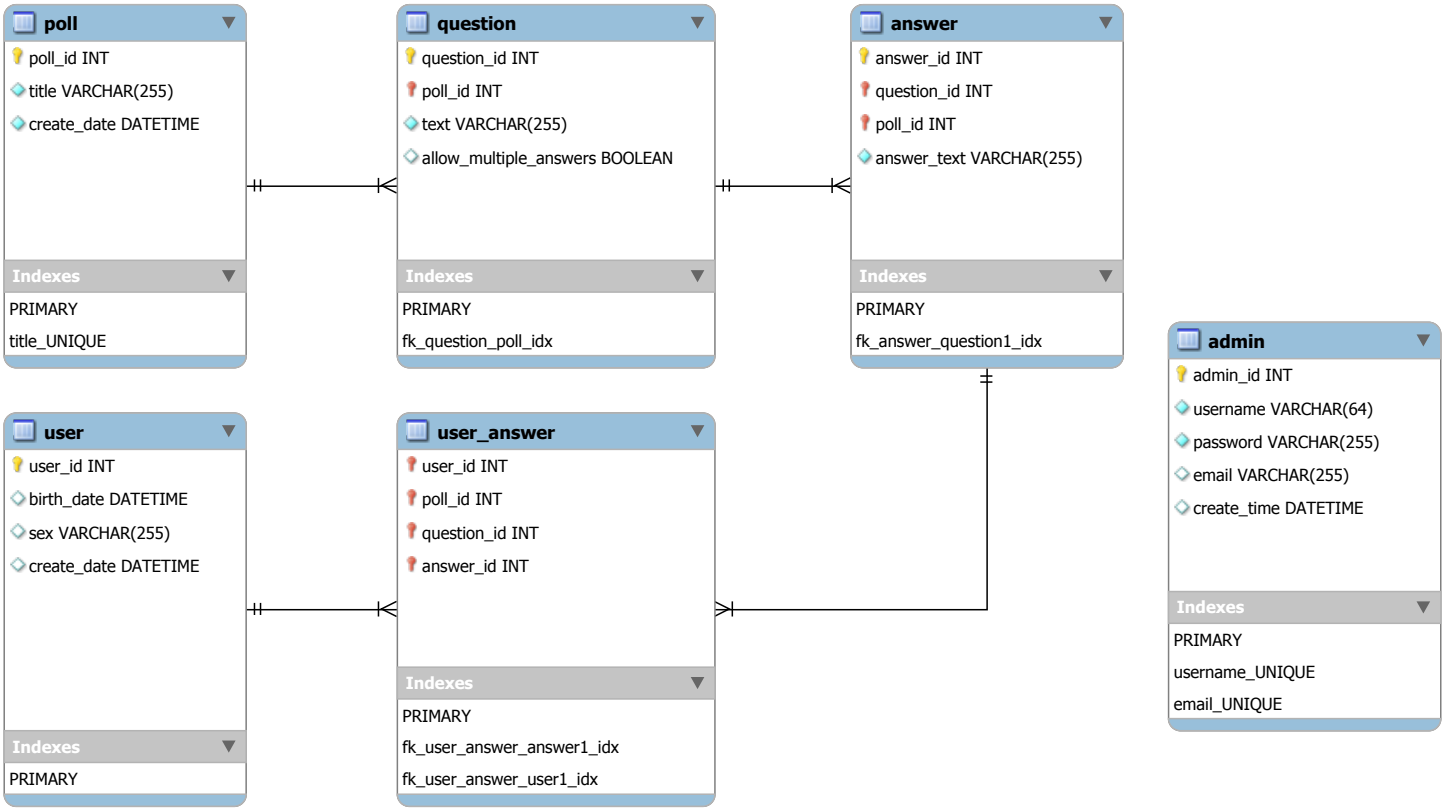 poll
poll_id INT
title VARCHAR(255)
create_date DATETIME
Indexes
PRIMARY
title_UNIQUE
question
question_id INT
poll_id INT
text VARCHAR(255)
allow_multiple_answers BOOLEAN
Indexes
PRIMARY
fk_question_poll_idx
answer
answer_id INT
question_id INT
poll_id INT
answer_text VARCHAR(255)
Indexes
PRIMARY
fk_answer_question1_idx
admin
admin_id INT
username VARCHAR(64)
password VARCHAR(255)
email VARCHAR(255)
create_time DATETIME
Indexes
PRIMARY
username_UNIQUE
email_UNIQUE
user
user_id INT
birth_date DATETIME
sex VARCHAR(255)
create_date DATETIME
Indexes
PRIMARY
user_answer
user_id INT
poll_id INT
question_id INT
answer_id INT
Indexes
PRIMARY
fk_user_answer_answer1_idx
fk_user_answer_user1_idx